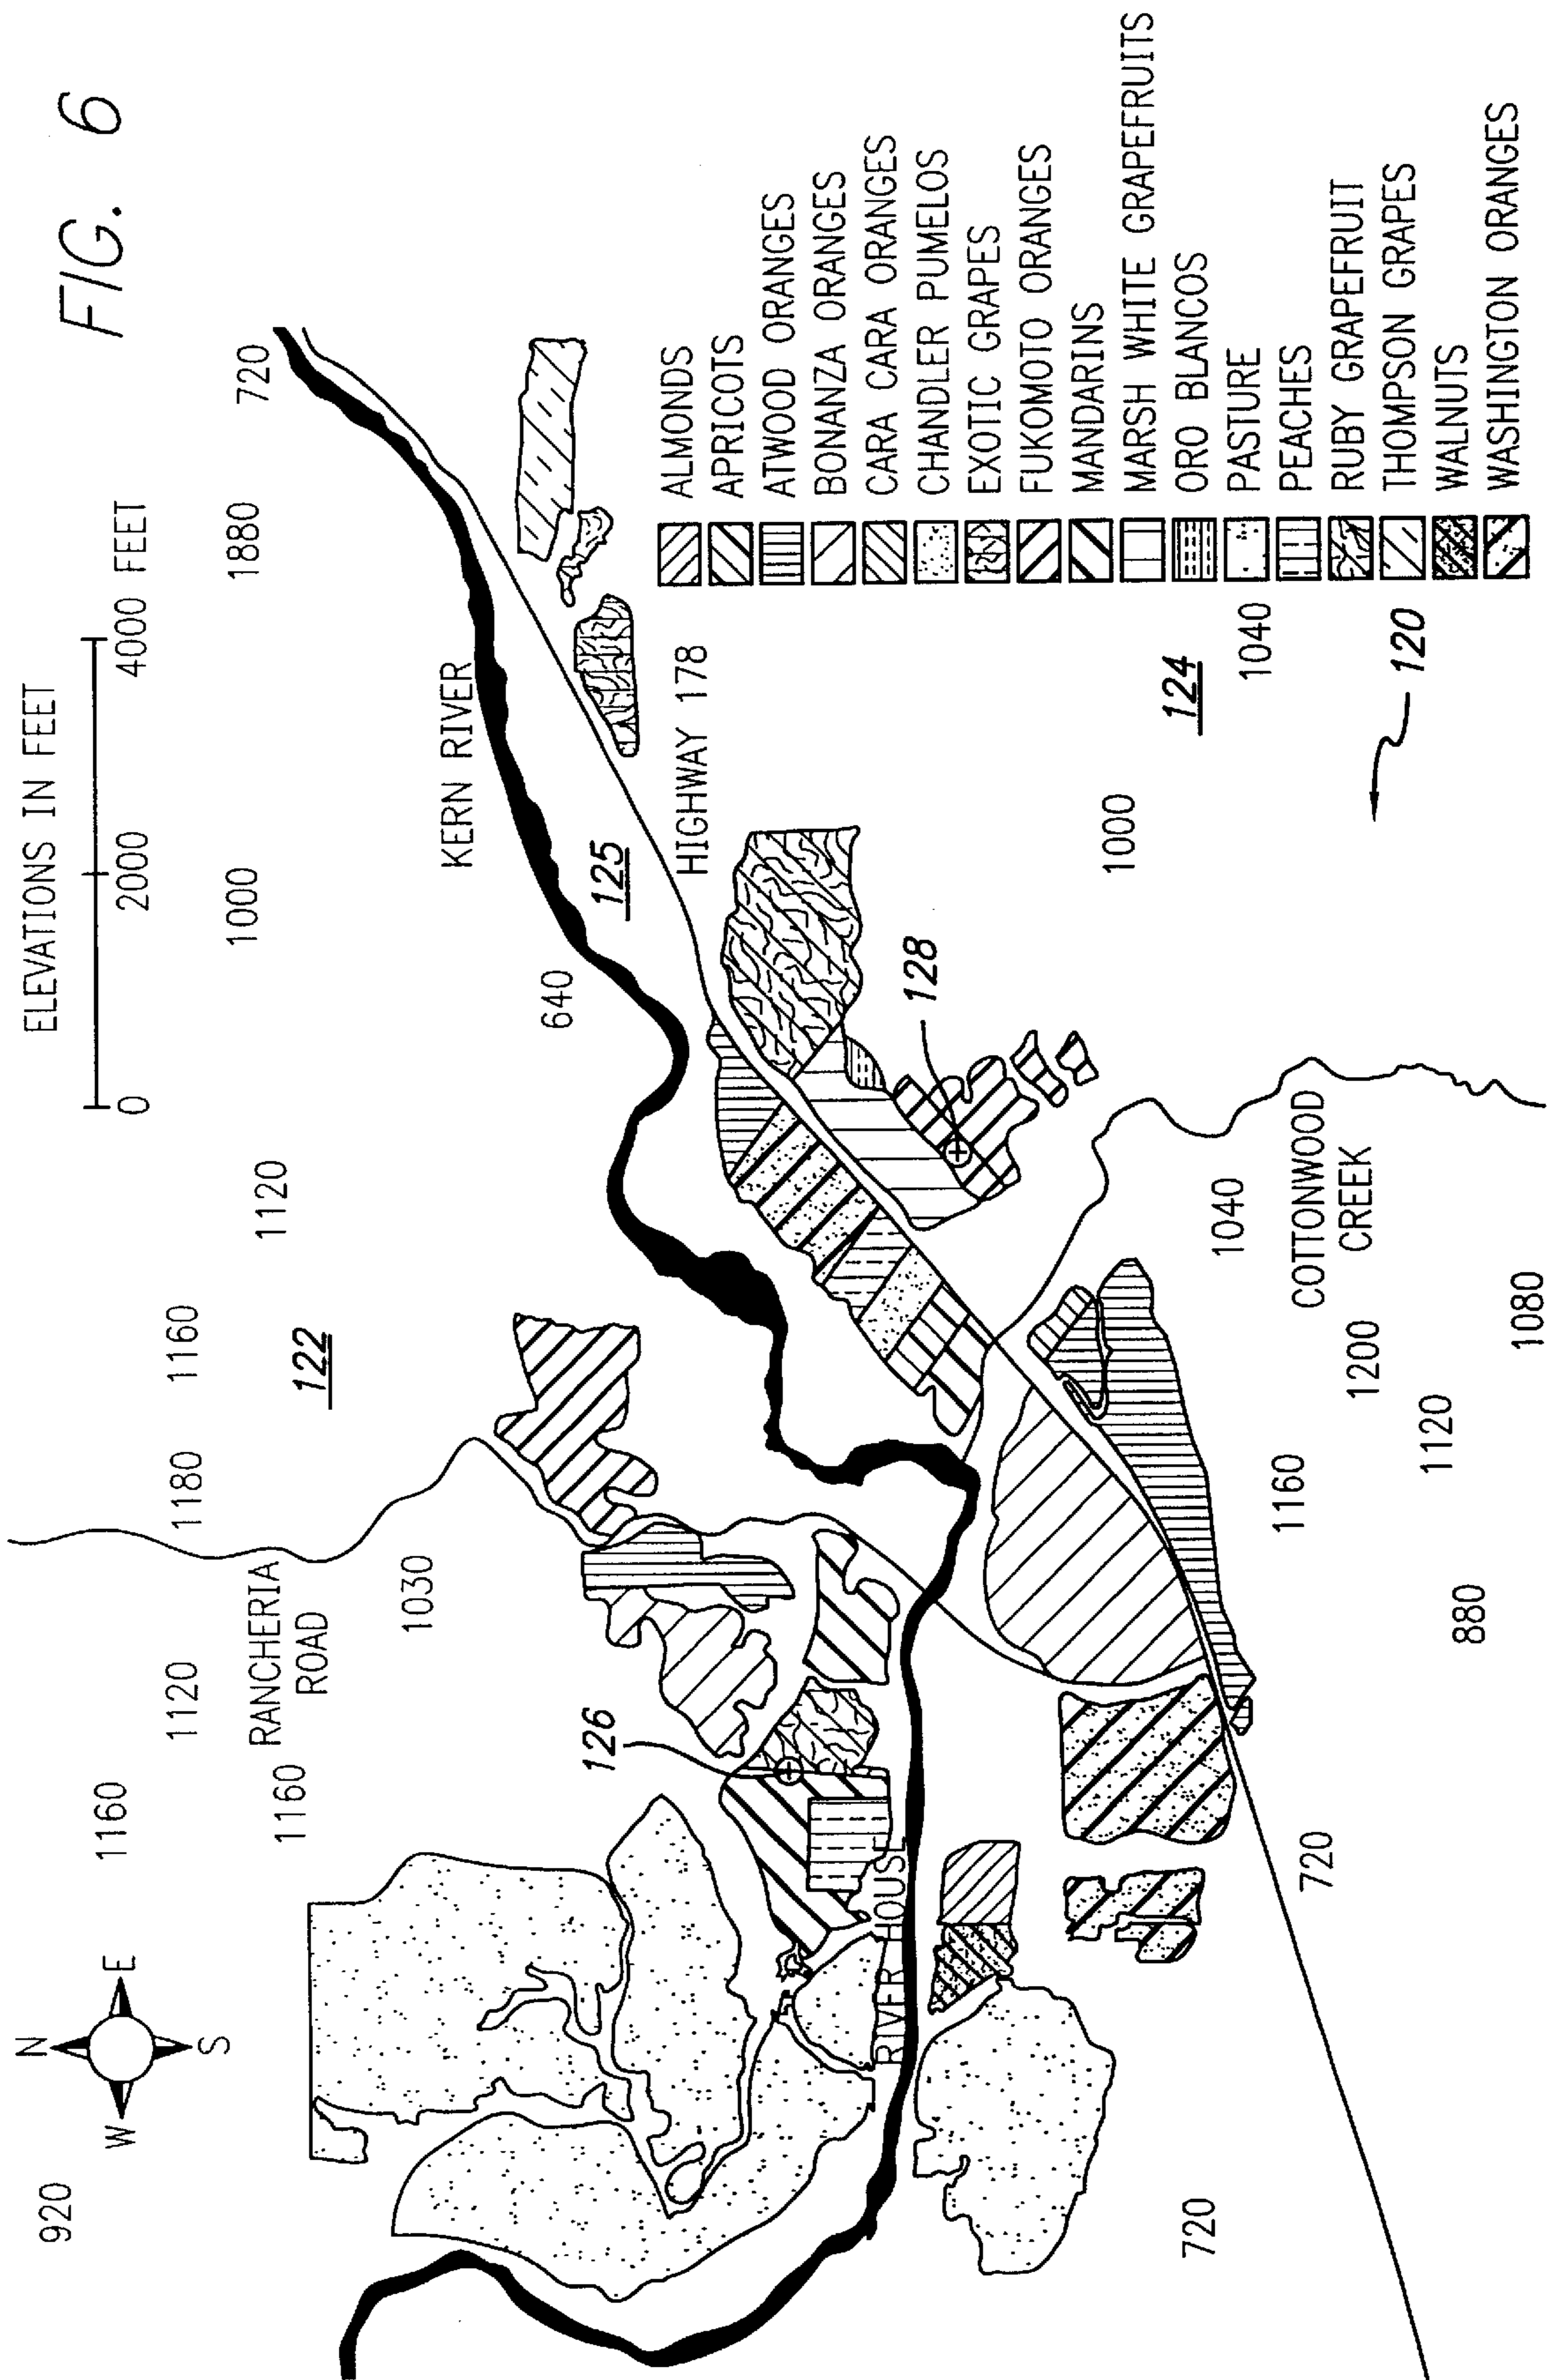 FIG. 6
ELEVATIONS IN FEET
0
2000
4000 FEET
N
W
E
S
920
1160
1120
1180
1160
1120
1000
1880
720
1160
RANCHERIA
ROAD
122
1030
KERN RIVER
640
125
126
HIGHWAY 178
RIVER HOUSE
128
1000
124
1040
120
720
720
1160
880
1120
1200
1040
COTTONWOOD
CREEK
1080
ALMONDS
APRICOTS
ATWOOD ORANGES
BONANZA ORANGES
CARA CARA ORANGES
CHANDLER PUMELOS
EXOTIC GRAPES
FUKOMOTO ORANGES
MANDARINS
MARSH WHITE GRAPEFRUITS
ORO BLANCOS
PASTURE
PEACHES
RUBY GRAPEFRUIT
THOMPSON GRAPES
WALNUTS
WASHINGTON ORANGES